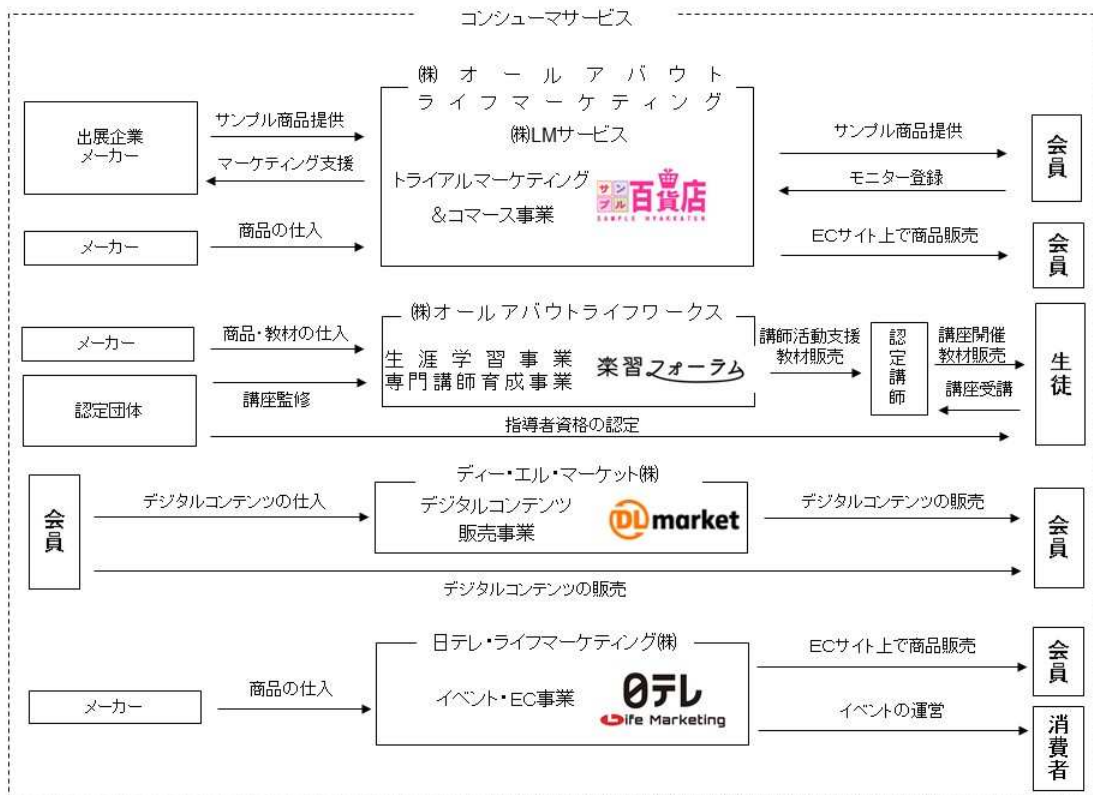 コンシューマサービス
㈱オールアバウト
ライフマーケティング
㈱LMサービス
出展企業
メーカー
サンプル商品提供
マーケティング支援
トライアルマーケティング
&コマース事業
サンプル百貨店
SAMPLE HYAKKATEN
サンプル商品提供
モニター登録
会員
メーカー
商品の仕入
ECサイト上で商品販売
会員
㈱オールアバウトライフワークス
メーカー
商品・教材の仕入
生涯学習事業
専門講師育成事業
楽習フォーラム
講師活動支援
教材販売
認定講師
講座開催
教材販売
講座受講
生徒
認定団体
講座監修
指導者資格の認定
ディー・エル・マーケット㈱
会員
デジタルコンテンツの仕入
デジタルコンテンツ
販売事業
DLmarket
デジタルコンテンツの販売
会員
デジタルコンテンツの販売
日テレ・ライフマーケティング㈱
メーカー
商品の仕入
イベント・EC事業
日テレ
Life Marketing
ECサイト上で商品販売
会員
イベントの運営
消費者